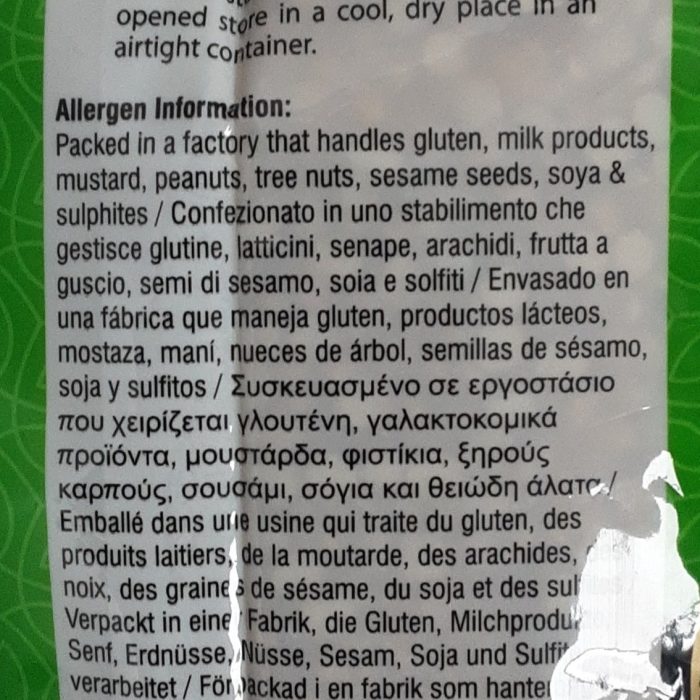 opened store in a cool, dry place in an
airtight container.
Allergen Information:
Packed in a factory that handles gluten, milk products,
mustard, peanuts, tree nuts, sesame seeds, soya &
sulphites / Confezionato in uno stabilimento che
gestisce glutine, latticini, senape, arachidi, frutta a
guscio, semi di sesamo, soia e solfiti / Envasado en
una fábrica que maneja gluten, productos lácteos,
mostaza, maní, nueces de árbol, semillas de sésamo,
soja y sulfitos / Συσκευασμένο σε εργοστάσιο
που χειρίζεται γλουτένη, γαλακτοκομικά
προϊόντα, μουστάρδα, φιστίκια, ξηρούς
καρπούς, σουσάμι, σόγια και θειώδη άλατα /
Emballé dans une usine qui traite du gluten, des
produits laitiers, de la moutarde, des arachides,
noix, des graines de sésame, du soja et des
Verpackt in eine Fabrik, die Gluten,
Senf, Erdnüsse, Nüsse, Sesam, Soja und
verarbeitet / Förpackad i en fabrik som